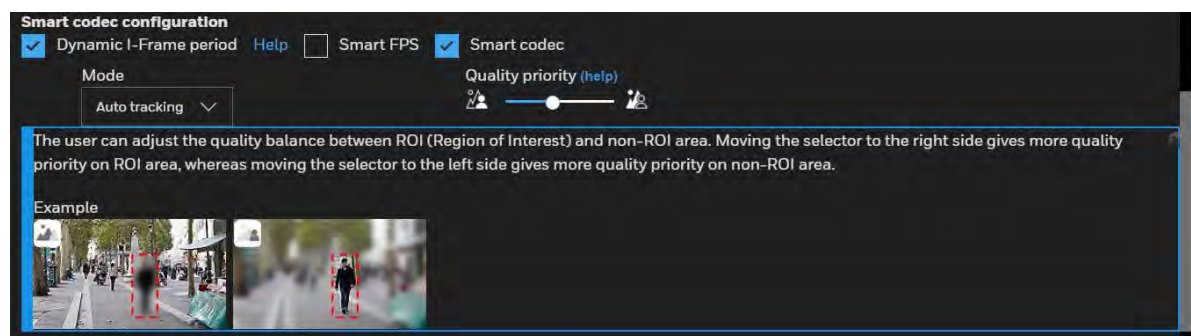 Smart codec configuration
Dynamic I-Frame period Help Smart FPS Smart codec
Mode Quality priority (help)
Auto tracking
The user can adjust the quality balance between ROI (Region of Interest) and non-ROI area. Moving the selector to the right side gives more quality
priority on ROI area, whereas moving the selector to the left side gives more quality priority on non-ROI area.
Example